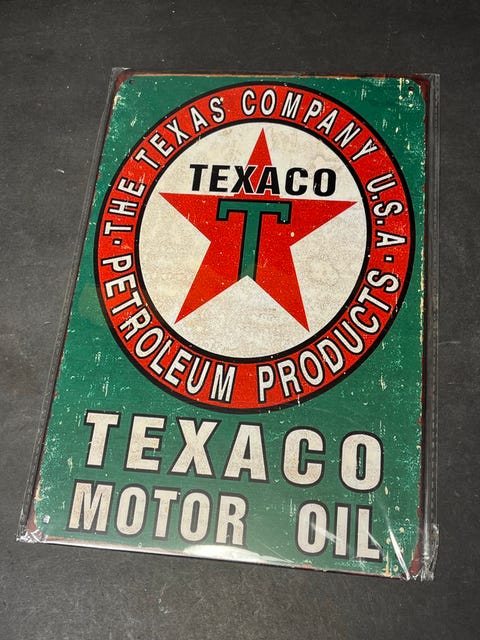 THE TEXAS COMPANY U.S.A.
TEXACO
T
PETROLEUM PRODUCTS
TEXACO
MOTOR OIL